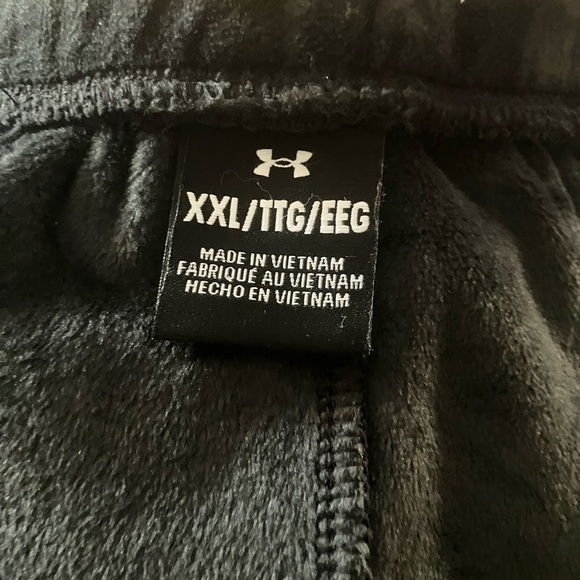 XXL/TTG/EEG
MADE IN VIETNAM
FABRIQUÉ AU VIETNAM
HECHO EN VIETNAM